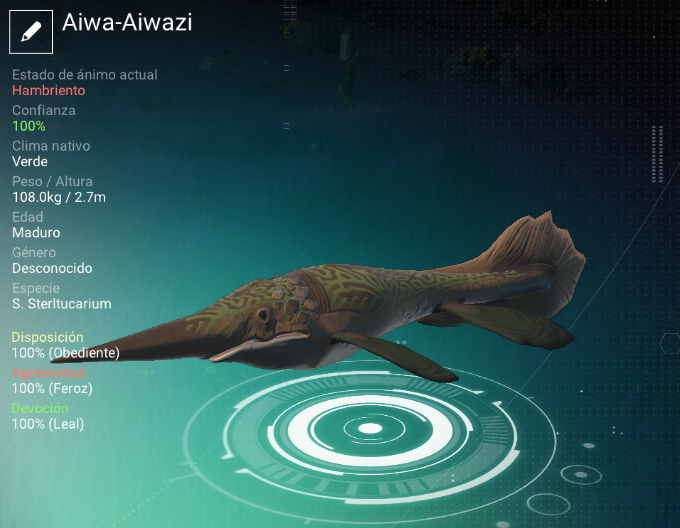 Aiwa-Aiwazi
Estado de ánimo actual
Hambriento
Confianza
100%
Clima nativo
Verde
Peso / Altura
108.0kg / 2.7m
Edad
Maduro
Género
Desconocido
Especie
S. Sterltucarium
Disposición
100% (Obediente)
Agresividad
100% (Feroz)
Devoción
100% (Leal)